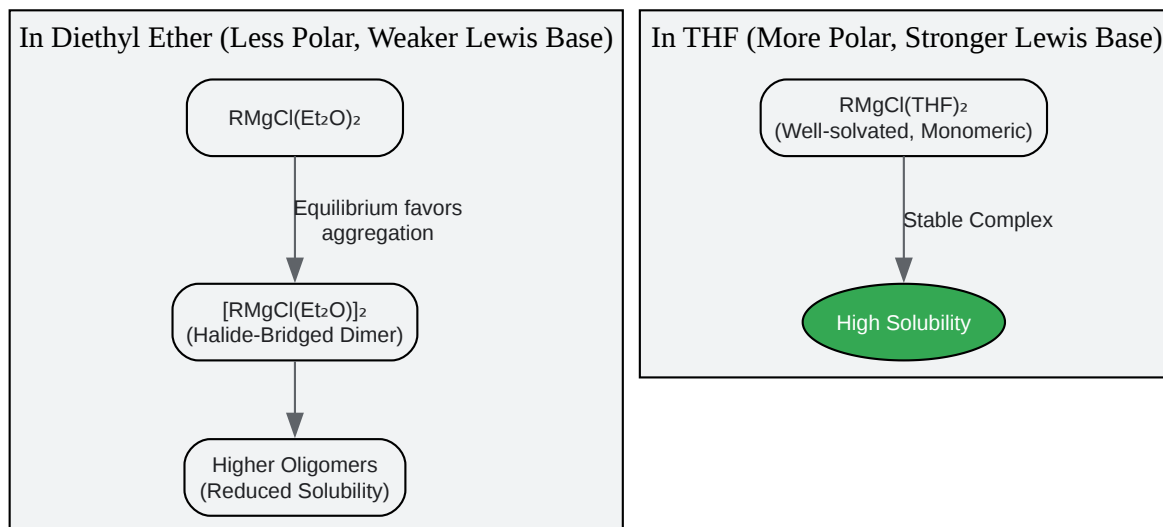 In Diethyl Ether (Less Polar, Weaker Lewis Base)
RMgCl(Et₂O)₂
Equilibrium favors
aggregation
[RMgCl(Et₂O)]₂
(Halide-Bridged Dimer)
Higher Oligomers
(Reduced Solubility)
In THF (More Polar, Stronger Lewis Base)
RMgCl(THF)₂
(Well-solvated, Monomeric)
Stable Complex
High Solubility